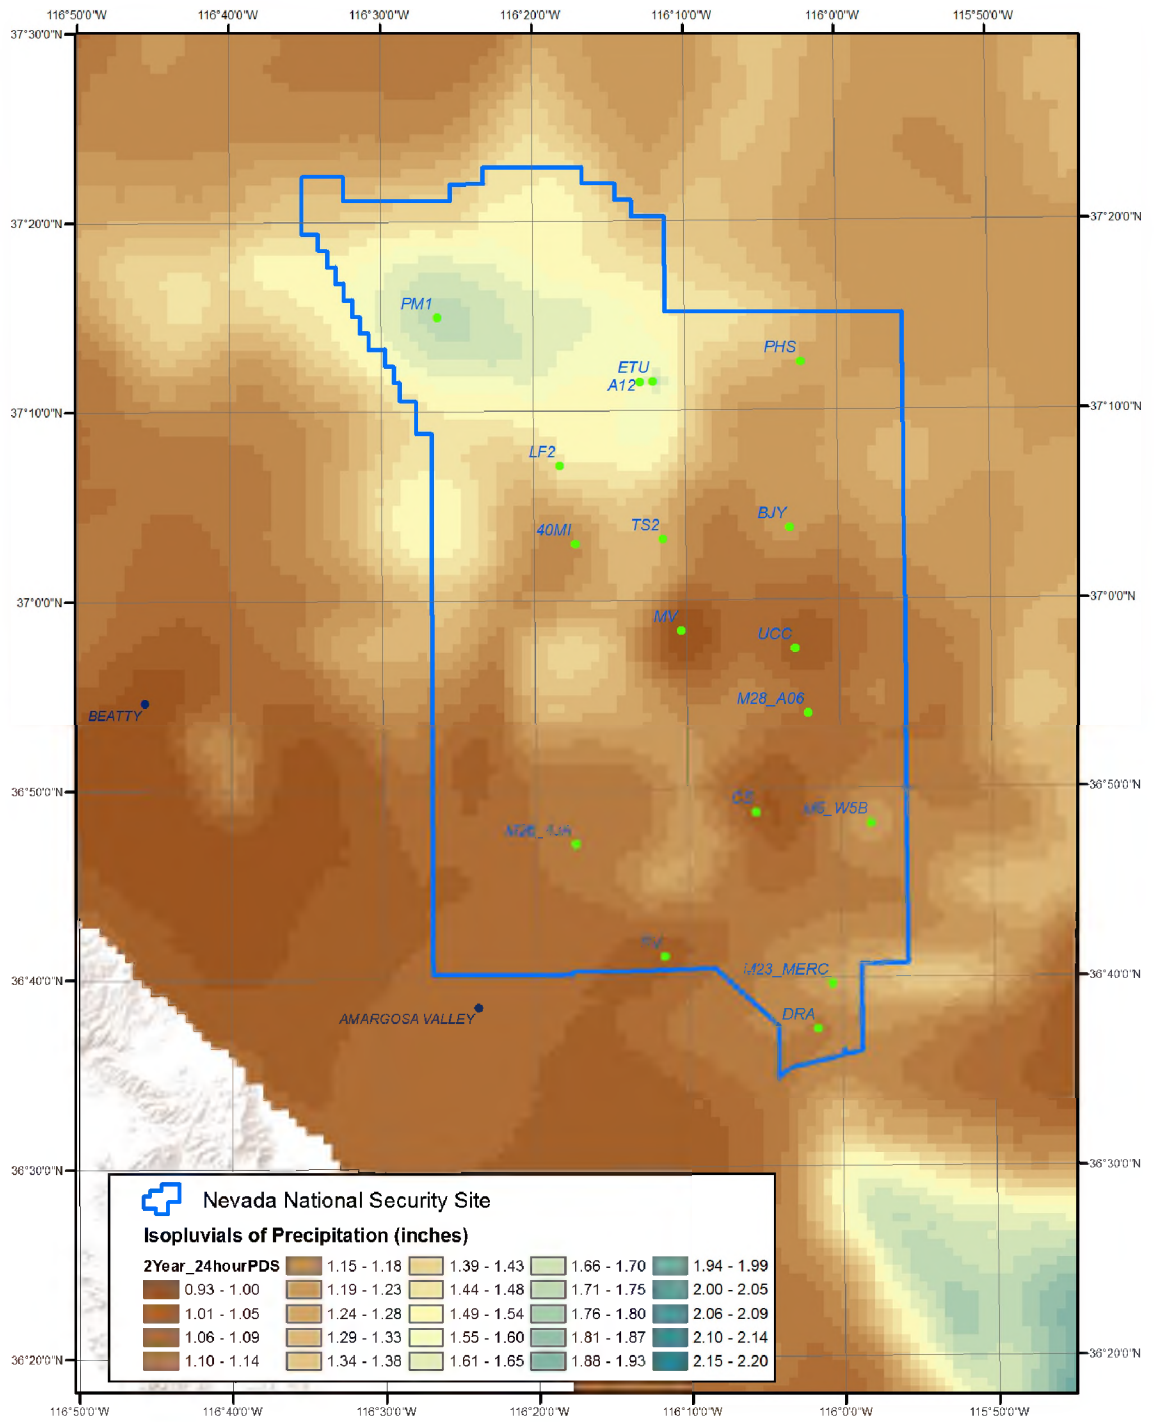 116°50'0"W 116°40'0"W 116°30'0"W 116°20'0"W 116°10'0"W 116°0'0"W 115°50'0"W
37°30'0"N
37°20'0"N 37°20'0"N
PM1
PHS
ETU
A12
37°10'0"N 37°10'0"N
LF2
BJY
TS2
40MI
37°0'0"N 37°0'0"N
MV
UCC
M28_A06
BEATTY
36°50'0"N 36°50'0"N
CS M5_W5B
M26_4JA
36°40'0"N 36°40'0"N
M23_MERC
DRA
AMARGOSA VALLEY
36°30'0"N 36°30'0"N
Nevada National Security Site
Isopluvials of Precipitation (inches)
2Year_24hourPDS 1.15 - 1.18 1.39 - 1.43 1.66 - 1.70 1.94 - 1.99
0.93 - 1.00 1.19 - 1.23 1.44 - 1.48 1.71 - 1.75 2.00 - 2.05
1.01 - 1.05 1.24 - 1.28 1.49 - 1.54 1.76 - 1.80 2.06 - 2.09
1.06 - 1.09 1.29 - 1.33 1.55 - 1.60 1.81 - 1.87 2.10 - 2.14
1.10 - 1.14 1.34 - 1.38 1.61 - 1.65 1.88 - 1.93 2.15 - 2.20
36°20'0"N 36°20'0"N
116°50'0"W 116°40'0"W 116°30'0"W 116°20'0"W 116°10'0"W 116°0'0"W 115°50'0"W